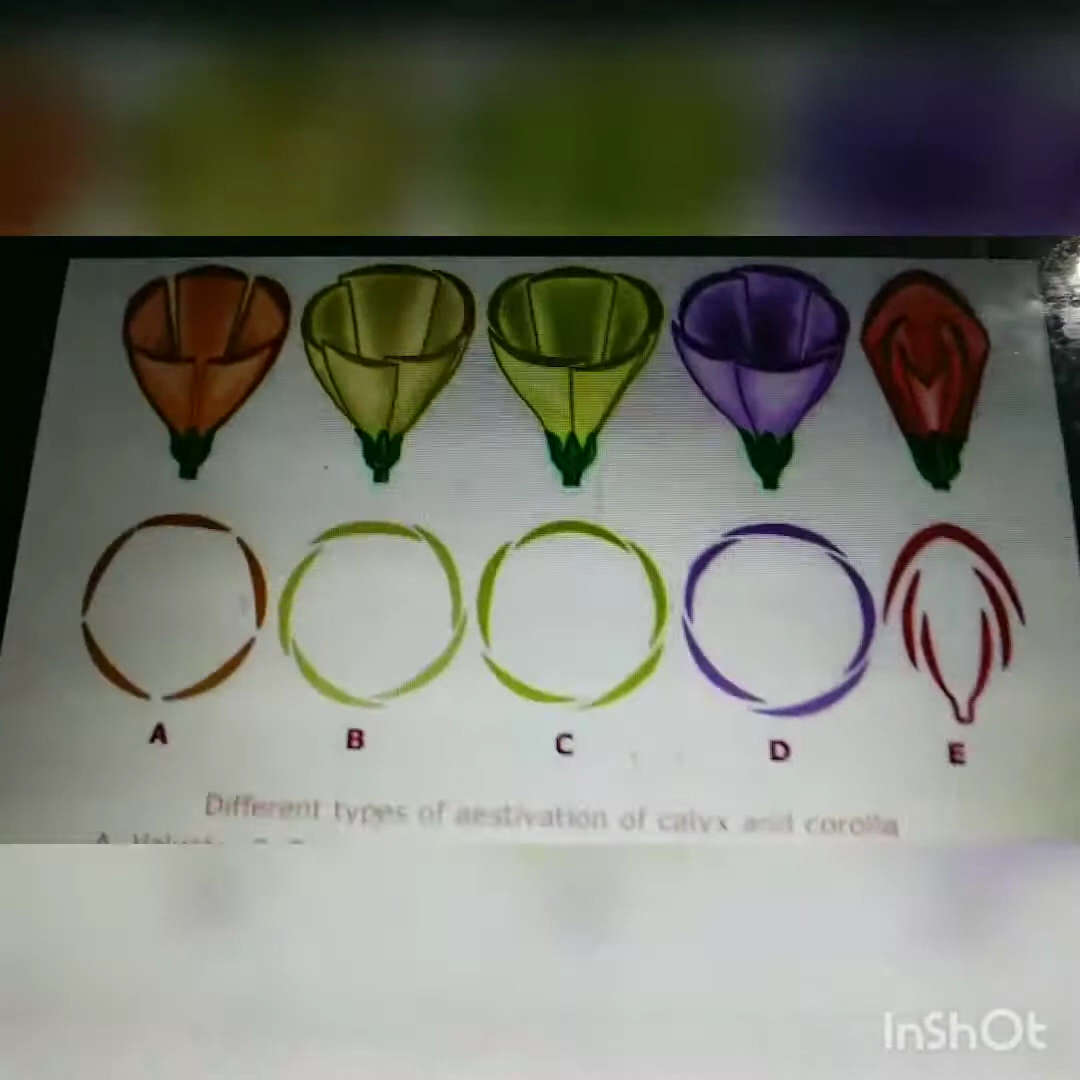 A B C D E
Different types of aestivation of calyx and corolla
A
InShOt